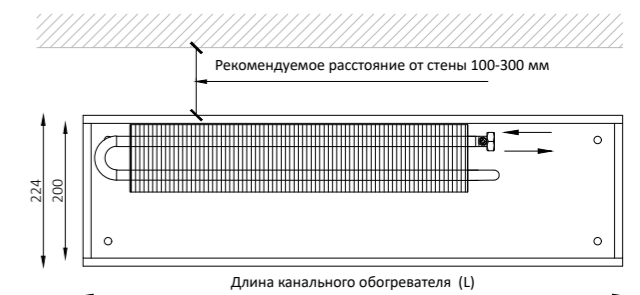 Рекомендуемое расстояние от стены 100-300 мм
224
200
Длина канального обогревателя (L)